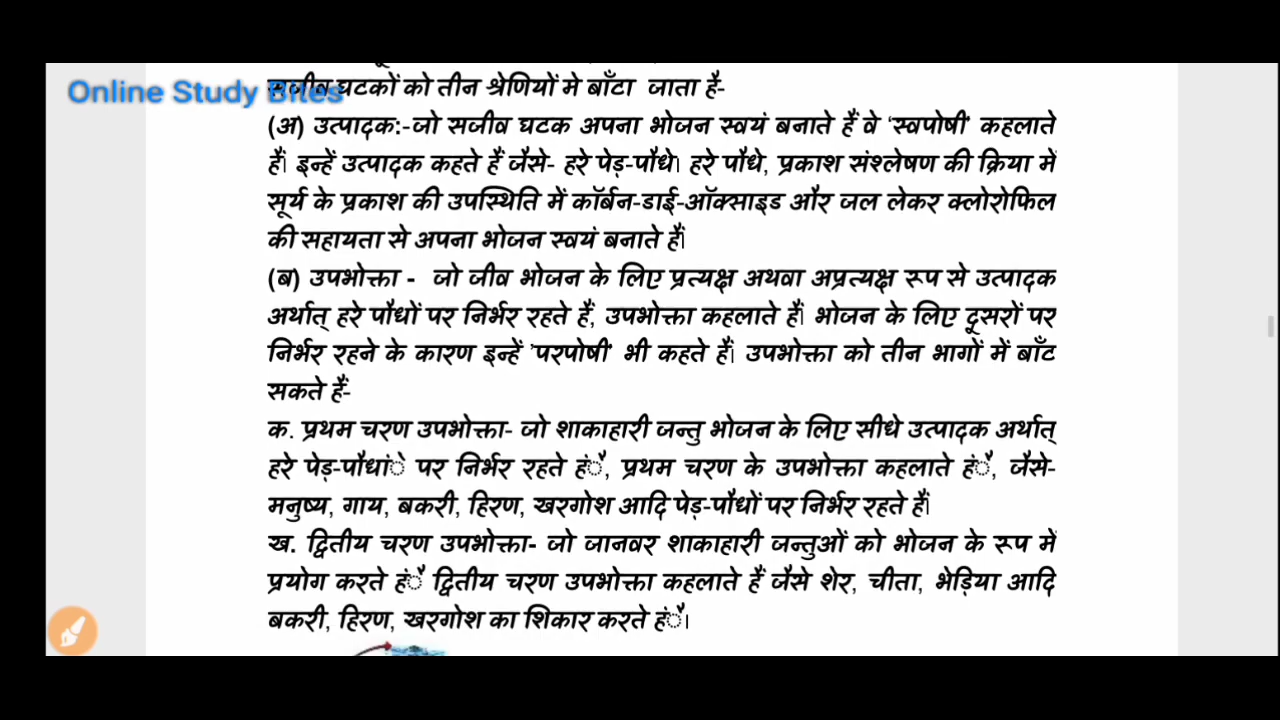 Online Study Bites
सजीव घटकों को तीन श्रेणियों मे बाँटा जाता है-
(अ) उत्पादक:-जो सजीव घटक अपना भोजन स्वयं बनाते हैं वे 'स्वपोषी' कहलाते
हैं। इन्हें उत्पादक कहते हैं जैसे- हरे पेड़-पौधे। हरे पौधे, प्रकाश संश्लेषण की क्रिया में
सूर्य के प्रकाश की उपस्थिति में कॉर्बन-डाई-ऑक्साइड और जल लेकर क्लोरोफिल
की सहायता से अपना भोजन स्वयं बनाते हैं।
(ब) उपभोक्ता - जो जीव भोजन के लिए प्रत्यक्ष अथवा अप्रत्यक्ष रूप से उत्पादक
अर्थात् हरे पौधों पर निर्भर रहते हैं, उपभोक्ता कहलाते हैं। भोजन के लिए दूसरों पर
निर्भर रहने के कारण इन्हें 'परपोषी' भी कहते हैं। उपभोक्ता को तीन भागों में बाँट
सकते हैं-
क. प्रथम चरण उपभोक्ता- जो शाकाहारी जन्तु भोजन के लिए सीधे उत्पादक अर्थात्
हरे पेड़-पौधांे पर निर्भर रहते हंै, प्रथम चरण के उपभोक्ता कहलाते हंै, जैसे-
मनुष्य, गाय, बकरी, हिरण, खरगोश आदि पेड़-पौधों पर निर्भर रहते हैं।
ख. द्वितीय चरण उपभोक्ता- जो जानवर शाकाहारी जन्तुओं को भोजन के रूप में
प्रयोग करते हंै द्वितीय चरण उपभोक्ता कहलाते हैं जैसे शेर, चीता, भेड़िया आदि
बकरी, हिरण, खरगोश का शिकार करते हंै।